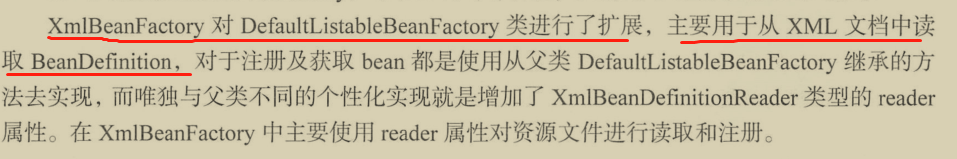 XmlBeanFactory 对 DefaultListableBeanFactory 类进行了扩展，主要用于从 XML 文档中读
取 BeanDefinition，对于注册及获取 bean 都是使用从父类 DefaultListableBeanFactory 继承的方
法去实现，而唯独与父类不同的个性化实现就是增加了 XmlBeanDefinitionReader 类型的 reader
属性。在 XmlBeanFactory 中主要使用 reader 属性对资源文件进行读取和注册。